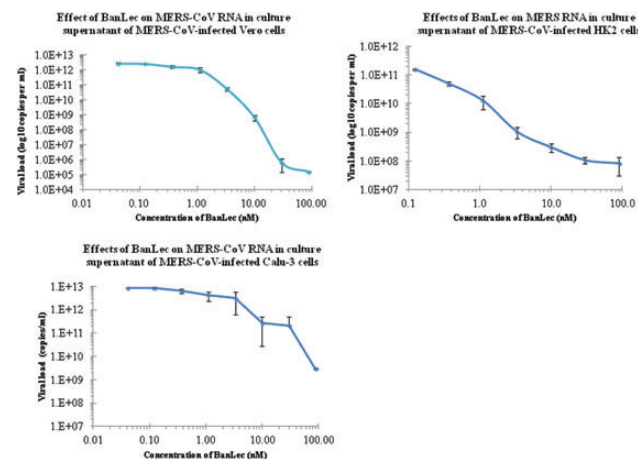 Effect of BanLec on MERS-CoV RNA in culture
supernatant of MERS-CoV-infected Vero cells
Viral load (log10 copies per ml)
1.0E+13
1.0E+12
1.0E+11
1.0E+10
1.0E+09
1.0E+08
1.0E+07
1.0E+06
1.0E+05
1.0E+04
0.01 0.10 1.00 10.00 100.00
Concentration of BanLec (nM)
Effect of BanLec on MERS RNA in culture
supernatant of MERS-CoV-infected HK2 cells
Viral load (log10 copies per ml)
1.E+12
1.E+11
1.E+10
1.E+09
1.E+08
1.E+07
0.1 1.0 10.0 100.0
Concentration of BanLec (nM)
Effects of BanLec on MERS-CoV RNA in culture
supernatant of MERS-CoV-infected Calu-3 cells
Viral load (copies/ml)
1.E+14
1.E+13
1.E+12
1.E+11
1.E+10
1.E+09
1.E+08
1.E+07
0.01 0.10 1.00 10.00 100.00
Concentration of BanLec (nM)